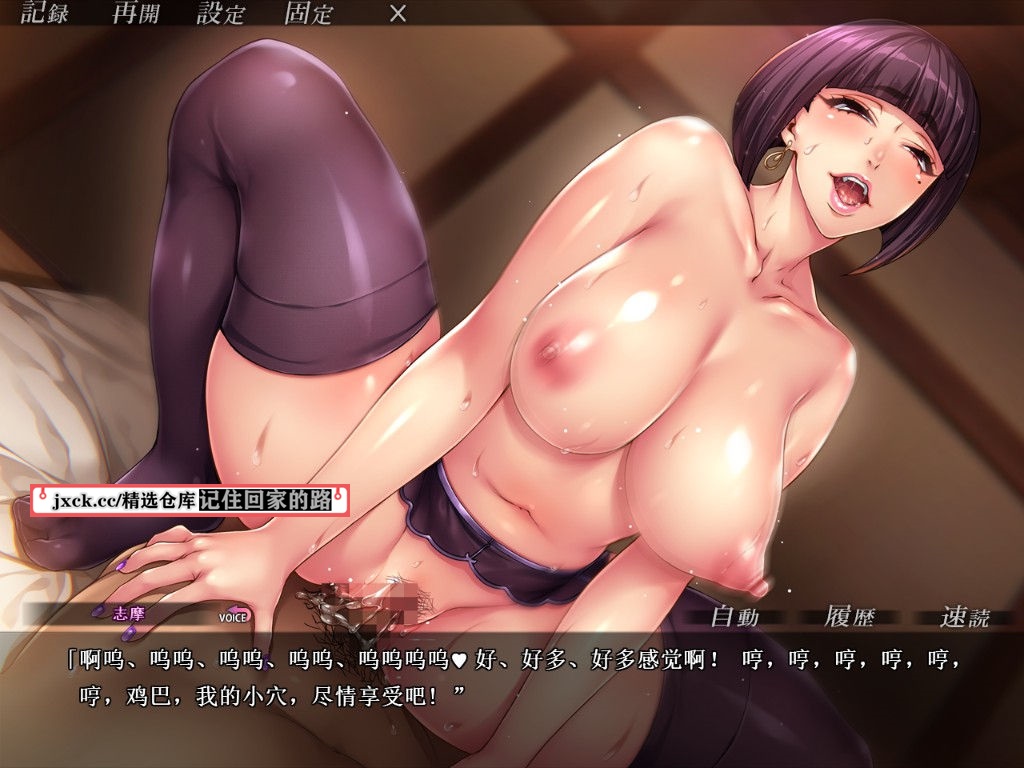 記録 再開 設定 固定 ×
jxck.cc/精选仓库 记住回家的路
志摩 VOICE 自動 履歴 速読
「啊呜、呜呜、呜呜、呜呜、呜呜呜呜♥ 好、好多、好多感觉啊！ 哼，哼，哼，哼，哼，
哼，鸡巴，我的小穴，尽情享受吧！”